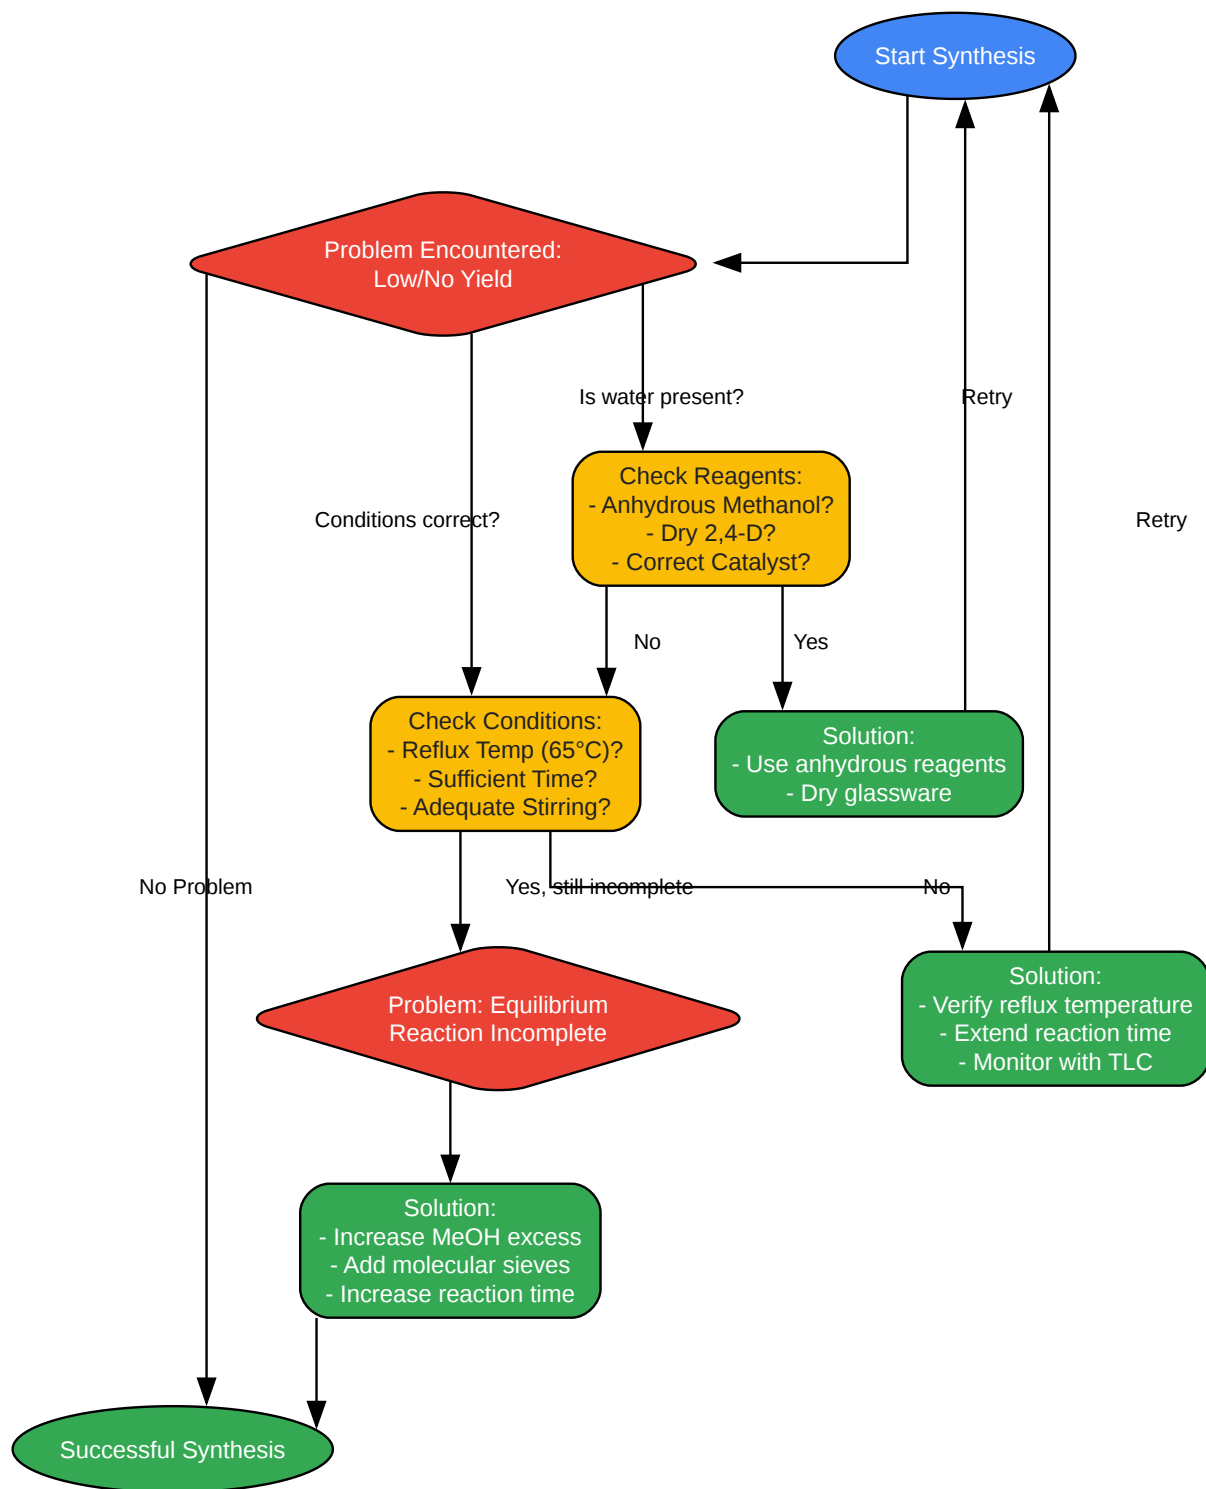 Start Synthesis
Problem Encountered:
Low/No Yield
Is water present?
Retry
Check Reagents:
- Anhydrous Methanol?
- Dry 2,4-D?
- Correct Catalyst?
Conditions correct?
Retry
No
Yes
Check Conditions:
- Reflux Temp (65°C)?
- Sufficient Time?
- Adequate Stirring?
Solution:
- Use anhydrous reagents
- Dry glassware
No Problem
Yes, still incomplete
No
Problem: Equilibrium
Reaction Incomplete
Solution:
- Verify reflux temperature
- Extend reaction time
- Monitor with TLC
Solution:
- Increase MeOH excess
- Add molecular sieves
- Increase reaction time
Successful Synthesis